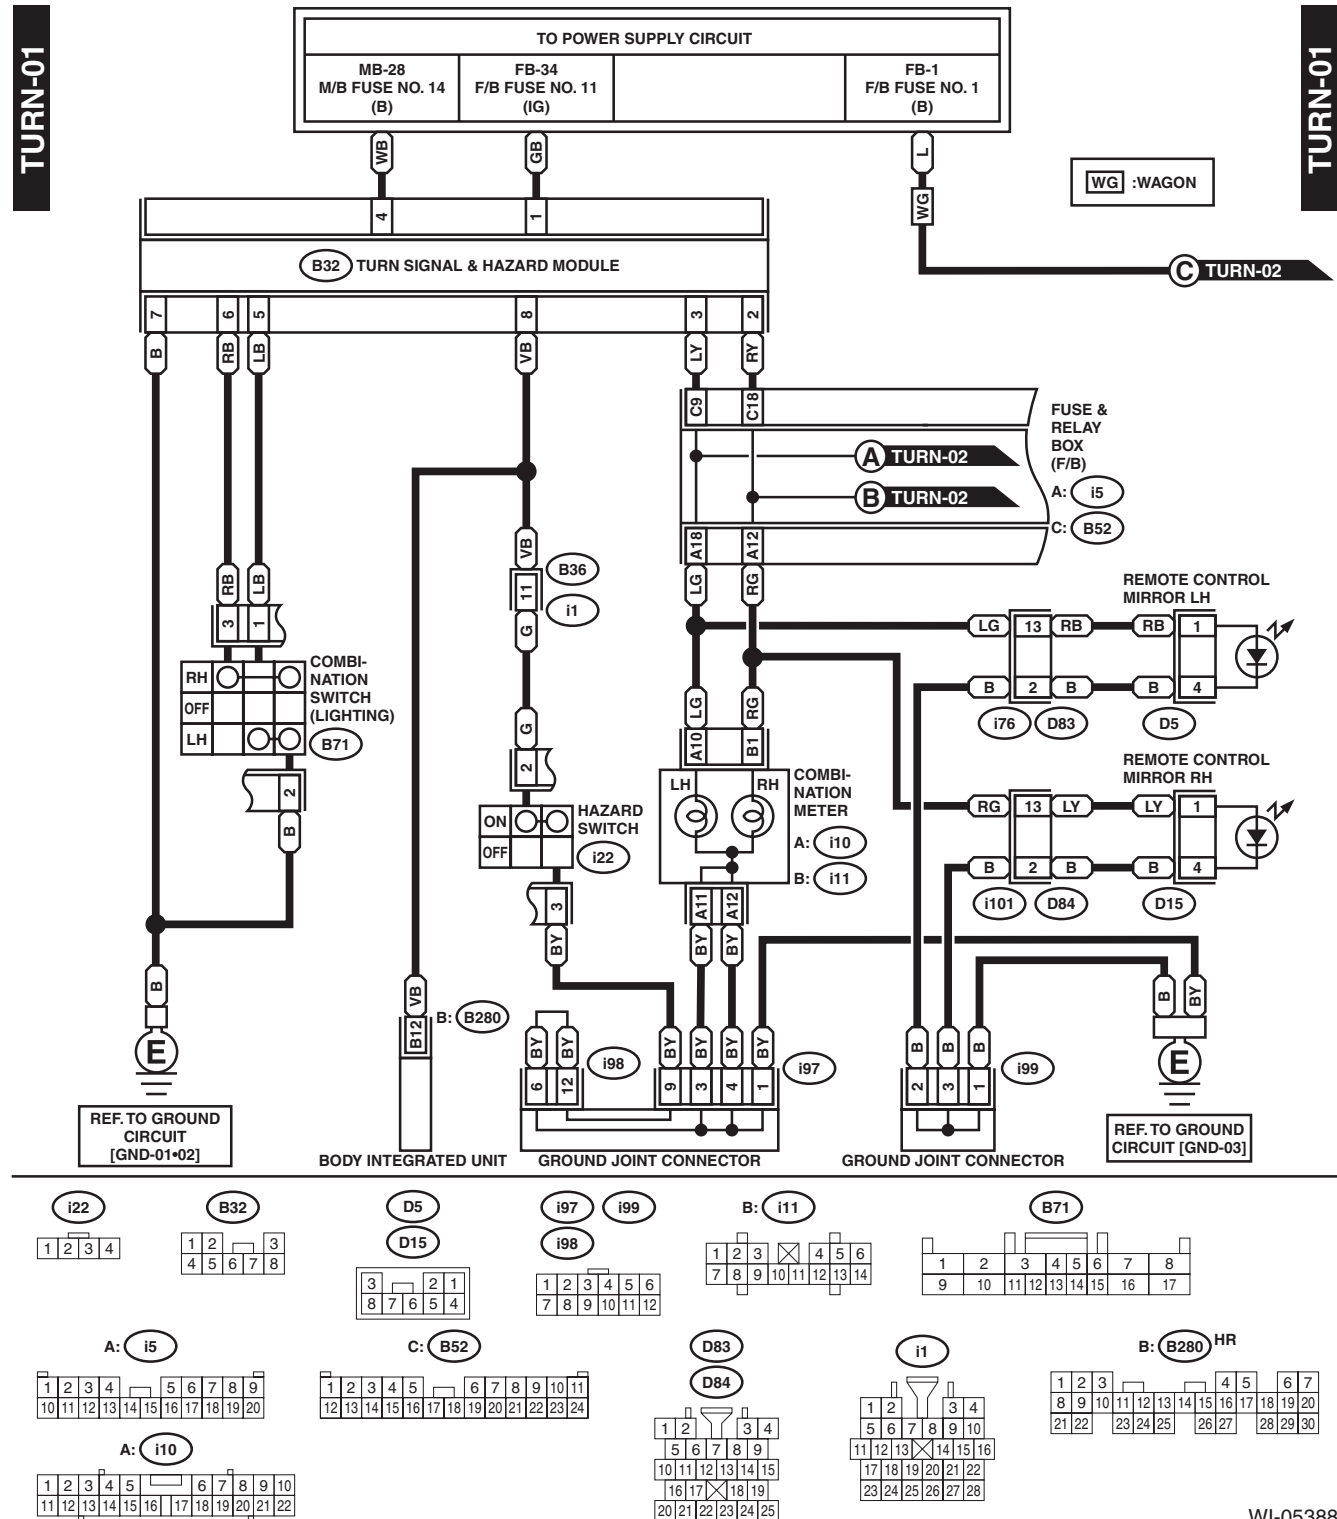 TURN-01
TURN-01
TO POWER SUPPLY CIRCUIT
MB-28
M/B FUSE NO. 14
(B)
FB-34
F/B FUSE NO. 11
(IG)
FB-1
F/B FUSE NO. 1
(B)
WB
GB
L
WG
WG :WAGON
4
1
B32 TURN SIGNAL & HAZARD MODULE
C TURN-02
7
6
5
8
3
2
B
RB
LB
VB
LY
RY
C9
C18
FUSE &
RELAY
BOX
(F/B)
A: i5
C: B52
A TURN-02
B TURN-02
A18
A12
VB
B36
11
i1
G
LG
RG
RB
LB
3
1
REMOTE CONTROL
MIRROR LH
LG 13 RB RB 1
B 2 B B 4
i76 D83 D5
RH
OFF
LH
COMBI-
NATION
SWITCH
(LIGHTING)
B71
2
B
G
2
LG
RG
A10
B1
REMOTE CONTROL
MIRROR RH
RG 13 LY LY 1
B 2 B B 4
i101 D84 D15
ON
OFF
HAZARD
SWITCH
i22
3
BY
LH
RH
COMBI-
NATION
METER
A: i10
B: i11
A11
A12
BY
BY
B
VB
B12
B: B280
E
BY
BY
i98
6
12
BY
BY
BY
BY
i97
9
3
4
1
B
B
B
i99
2
3
1
B
BY
E
REF. TO GROUND
CIRCUIT
[GND-01•02]
BODY INTEGRATED UNIT
GROUND JOINT CONNECTOR
GROUND JOINT CONNECTOR
REF. TO GROUND
CIRCUIT [GND-03]
i22
1 2 3 4
B32
1 2 3
4 5 6 7 8
D5
D15
3 2 1
8 7 6 5 4
i97 i99
i98
1 2 3 4 5 6
7 8 9 10 11 12
B: i11
1 2 3 4 5 6
7 8 9 10 11 12 13 14
B71
1 2 3 4 5 6 7 8
9 10 11 12 13 14 15 16 17
A: i5
1 2 3 4 5 6 7 8 9
10 11 12 13 14 15 16 17 18 19 20
C: B52
1 2 3 4 5 6 7 8 9 10 11
12 13 14 15 16 17 18 19 20 21 22 23 24
D83
D84
1 2 3 4
5 6 7 8 9
10 11 12 13 14 15
16 17 18 19
20 21 22 23 24 25
i1
1 2 3 4
5 6 7 8 9 10
11 12 13 14 15 16
17 18 19 20 21 22
23 24 25 26 27 28
B: B280 HR
1 2 3 4 5 6 7
8 9 10 11 12 13 14 15 16 17 18 19 20
21 22 23 24 25 26 27 28 29 30
A: i10
1 2 3 4 5 6 7 8 9 10
11 12 13 14 15 16 17 18 19 20 21 22
WI-05388